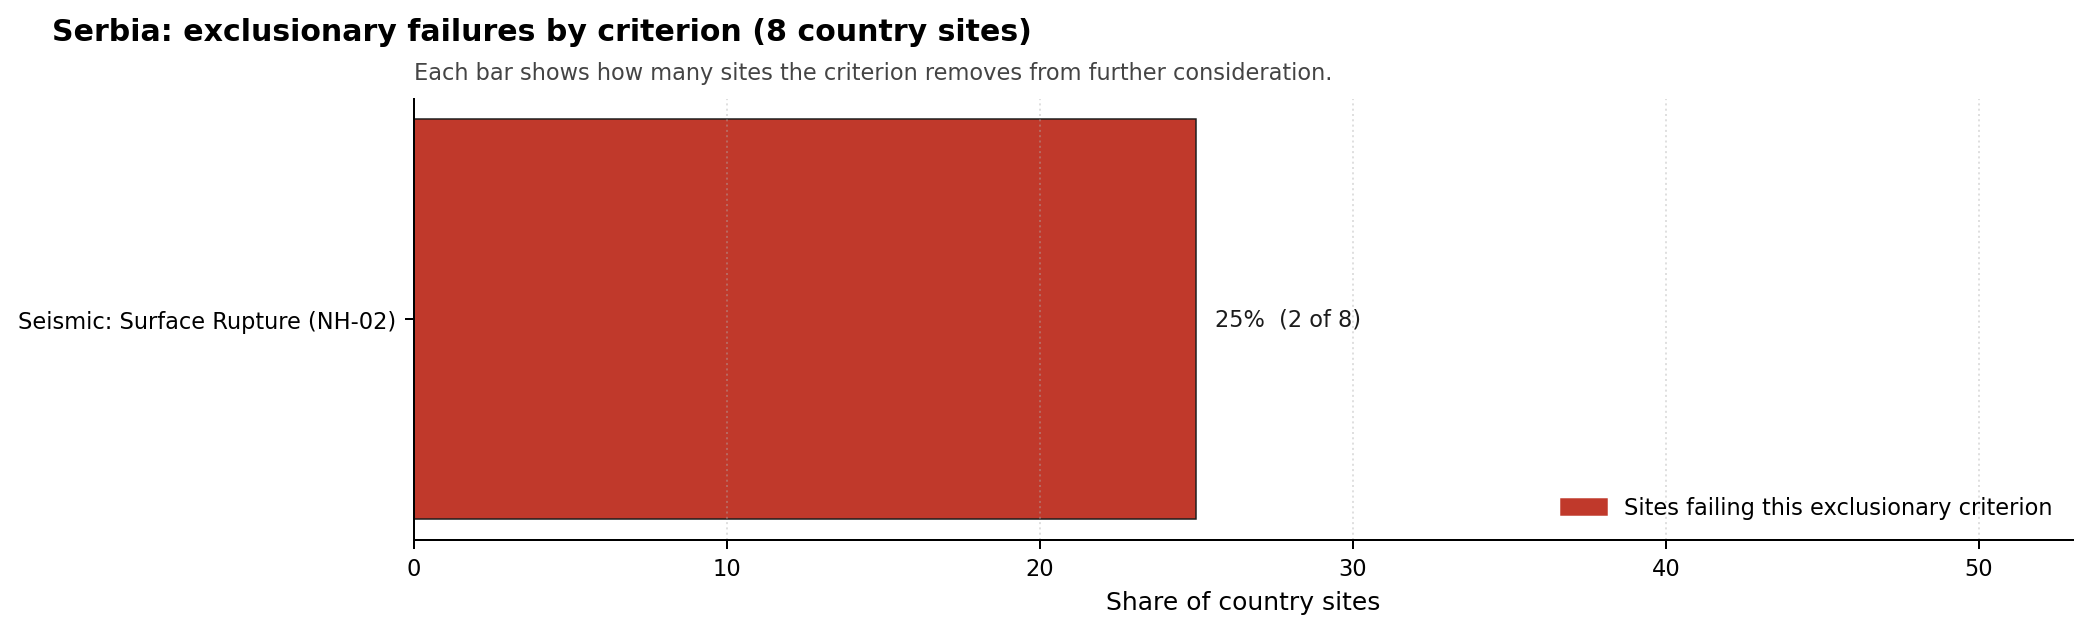 Serbia: exclusionary failures by criterion (8 country sites)
Each bar shows how many sites the criterion removes from further consideration.
Seismic: Surface Rupture (NH-02)
25%  (2 of 8)
Sites failing this exclusionary criterion
0 10 20 30 40 50
Share of country sites